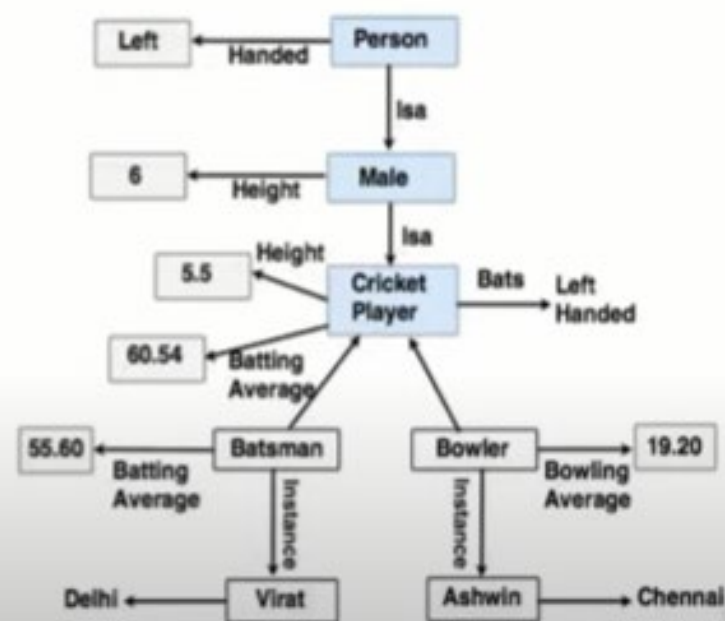 Left
Handed
Person
Isa
6
Height
Male
Isa
5.5
Height
Cricket
Player
Bats
Left
Handed
60.54
Batting
Average
55.60
Batting
Average
Batsman
Bowler
Bowling
Average
19.20
Instance
Instance
Delhi
Virat
Ashwin
Chennai